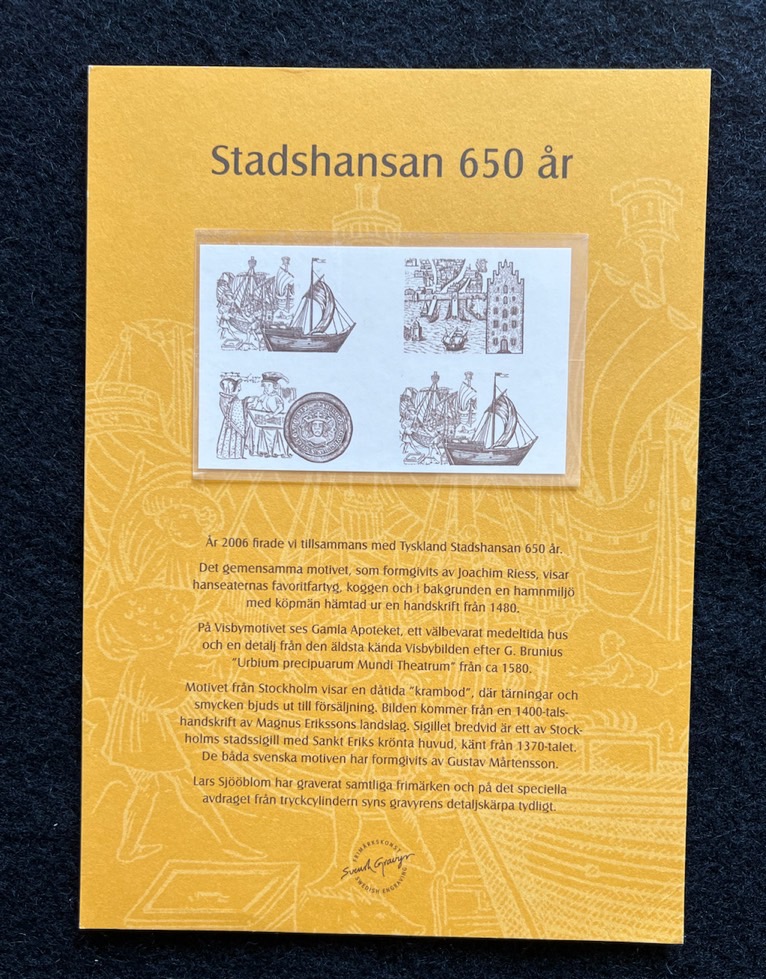 Stadshansan 650 år
År 2006 firade vi tillsammans med Tyskland Stadshansan 650 år.
Det gemensamma motivet, som formgivits av Joachim Riess, visar
hanseaternas favoritfartyg, koggen och i bakgrunden en hamnmiljö
med köpmän hämtad ur en handskrift från 1480.
På Visbymotivet ses Gamla Apoteket, ett välbevarat medeltida hus
och en detalj från den äldsta kända Visbybilden efter G. Brunius
"Urbium precipuarum Mundi Theatrum" från ca 1580.
Motivet från Stockholm visar en dåtida "krambod", där tärningar och
smycken bjuds ut till försäljning. Bilden kommer från en 1400-tals-
handskrift av Magnus Erikssons landslag. Sigillet bredvid är ett av Stock-
holms stadssigill med Sankt Eriks krönta huvud, känt från 1370-talet.
De båda svenska motiven har formgivits av Gustav Mårtensson.
Lars Sjööblom har graverat samtliga frimärken och på det speciella
avdraget från tryckcylindern syns gravyrens detaljskärpa tydligt.
FRIMÄRKSKONST
Svensk Gravyr
SWEDISH ENGRAVING